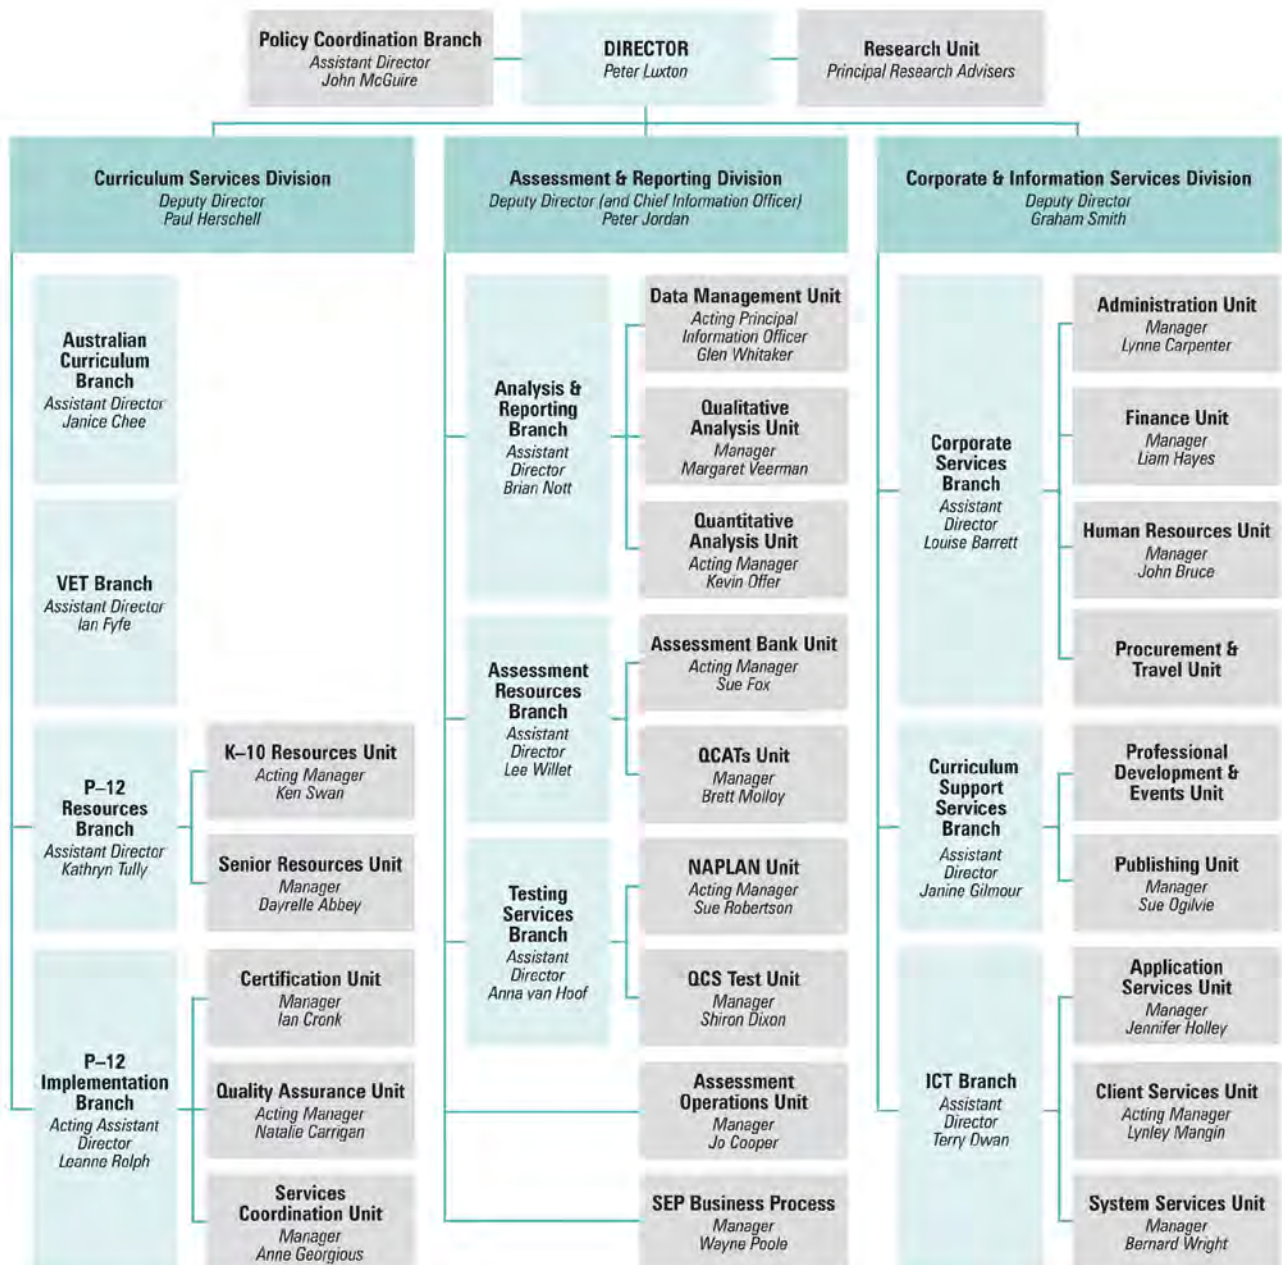 Policy Coordination Branch
Assistant Director
John McGuire
DIRECTOR
Peter Luxton
Research Unit
Principal Research Advisers
Curriculum Services Division
Deputy Director
Paul Herschell
Assessment & Reporting Division
Deputy Director (and Chief Information Officer)
Peter Jordan
Corporate & Information Services Division
Deputy Director
Graham Smith
Australian
Curriculum
Branch
Assistant Director
Janice Chee
VET Branch
Assistant Director
Ian Fyfe
P–12
Resources
Branch
Assistant Director
Kathryn Tully
K–10 Resources Unit
Acting Manager
Ken Swan
Senior Resources Unit
Manager
Dayrelle Abbey
P–12
Implementation
Branch
Acting Assistant
Director
Leanne Rolph
Certification Unit
Manager
Ian Cronk
Quality Assurance Unit
Acting Manager
Natalie Carrigan
Services
Coordination Unit
Manager
Anne Georgious
Analysis &
Reporting
Branch
Assistant
Director
Brian Nott
Data Management Unit
Acting Principal
Information Officer
Glen Whitaker
Qualitative
Analysis Unit
Manager
Margaret Veerman
Quantitative
Analysis Unit
Acting Manager
Kevin Offer
Assessment
Resources
Branch
Assistant
Director
Lee Willet
Assessment Bank Unit
Acting Manager
Sue Fox
QCATs Unit
Manager
Brett Molloy
Testing
Services
Branch
Assistant
Director
Anna van Hoof
NAPLAN Unit
Acting Manager
Sue Robertson
QCS Test Unit
Manager
Shiron Dixon
Assessment
Operations Unit
Manager
Jo Cooper
SEP Business Process
Manager
Wayne Poole
Corporate
Services
Branch
Assistant
Director
Louise Barrett
Administration Unit
Manager
Lynne Carpenter
Finance Unit
Manager
Liam Hayes
Human Resources Unit
Manager
John Bruce
Procurement &
Travel Unit
Curriculum
Support
Services
Branch
Assistant
Director
Janine Gilmour
Professional
Development &
Events Unit
Publishing Unit
Manager
Sue Ogilvie
ICT Branch
Assistant
Director
Terry Owan
Application
Services Unit
Manager
Jennifer Holley
Client Services Unit
Acting Manager
Lynley Mangin
System Services Unit
Manager
Bernard Wright